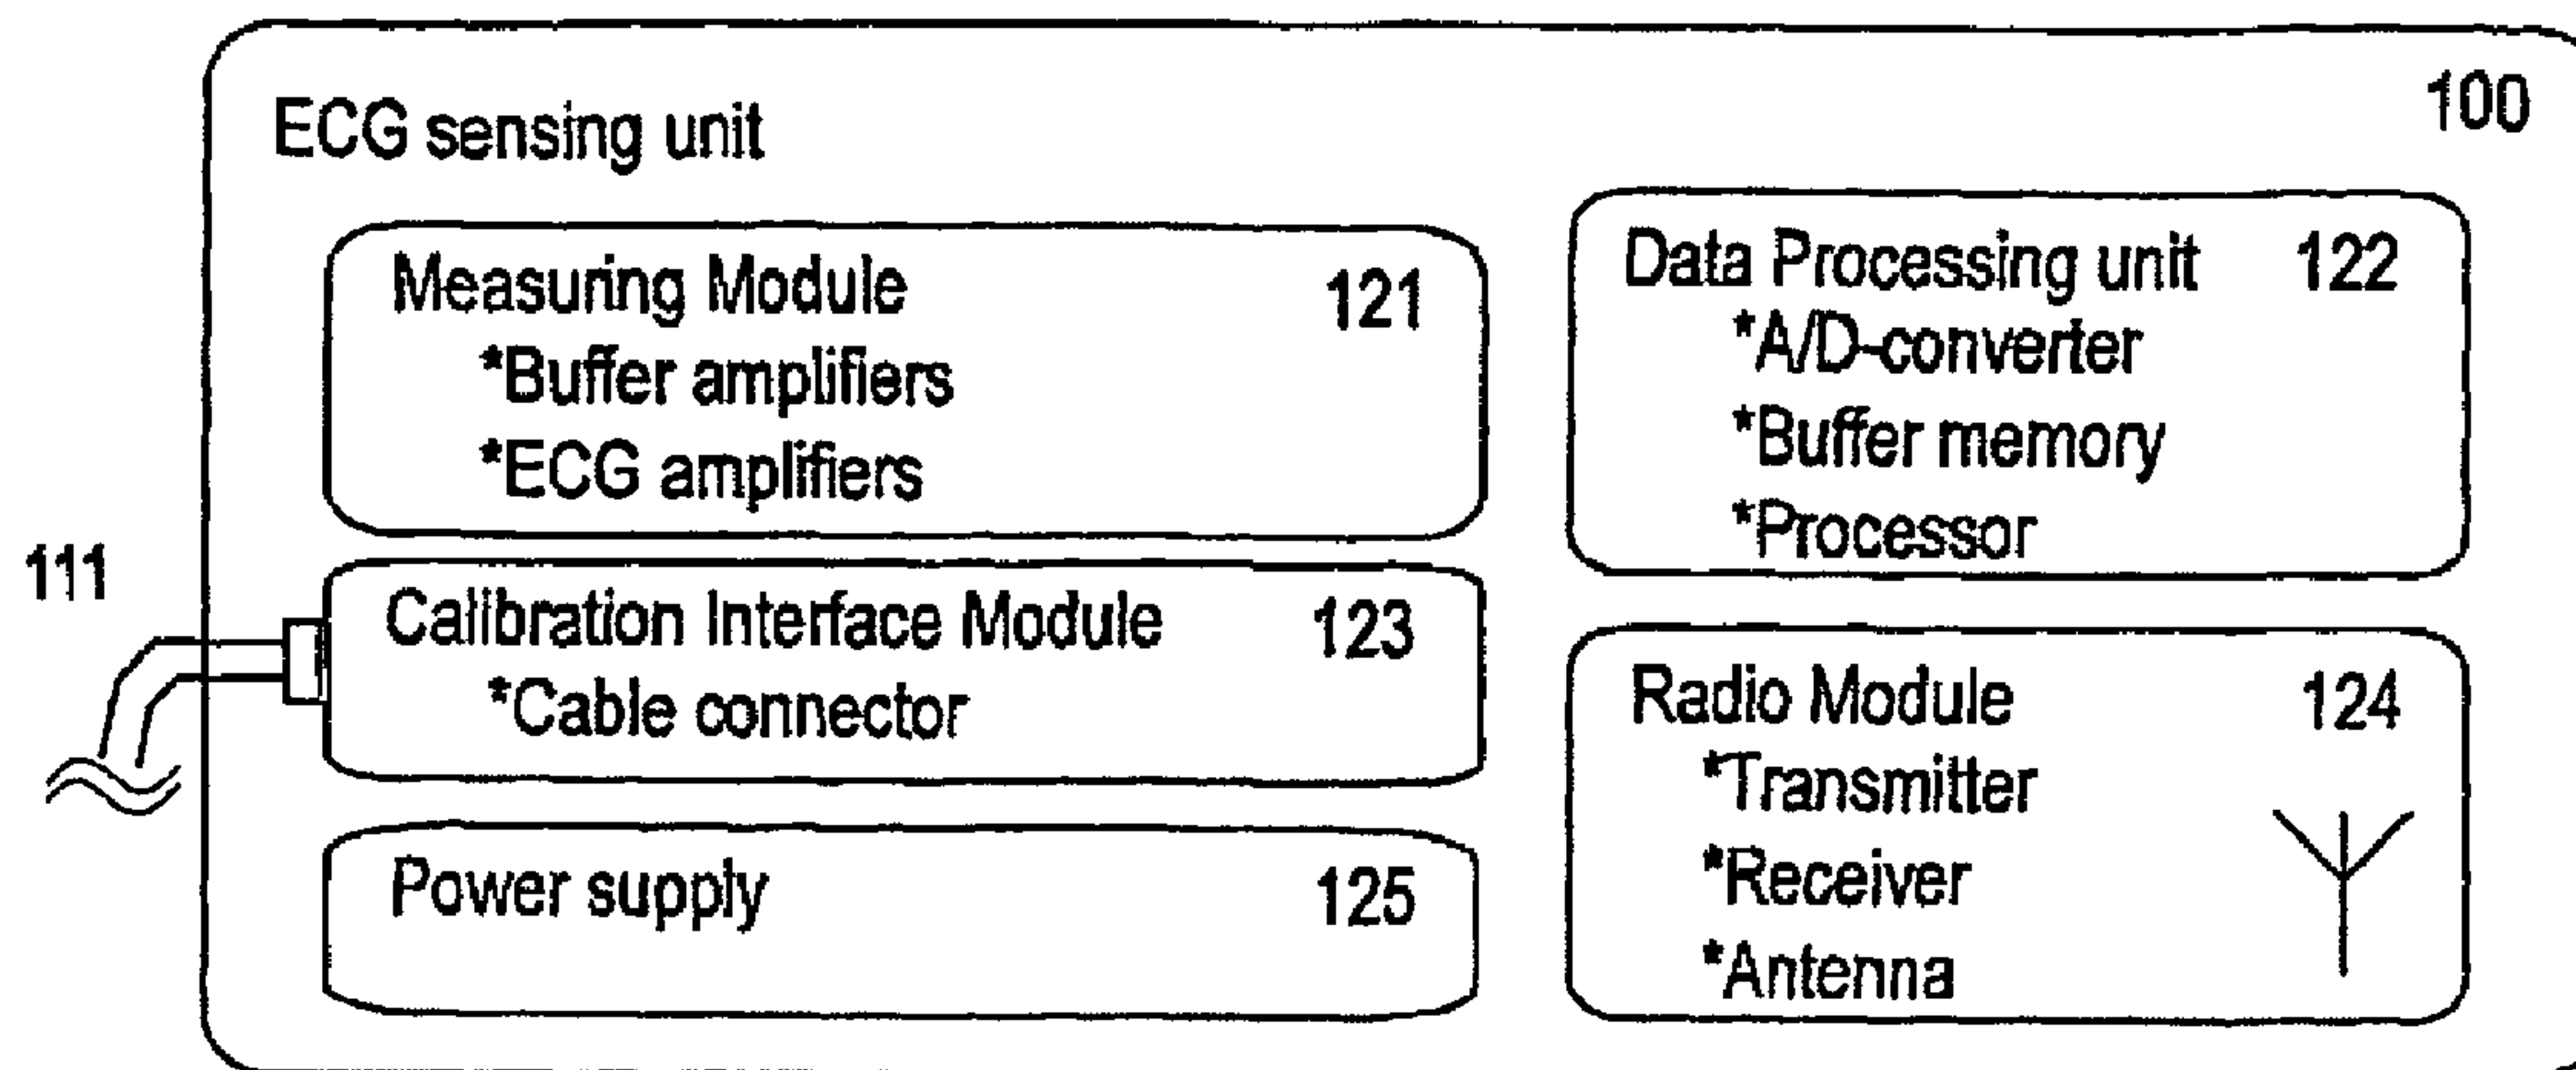 ECG sensing unit 100
Measuring Module 121
*Buffer amplifiers
*ECG amplifiers
Data Processing unit 122
*A/D-converter
*Buffer memory
*Processor
111
Calibration Interface Module 123
*Cable connector
Radio Module 124
*Transmitter
*Receiver
*Antenna
Power supply 125